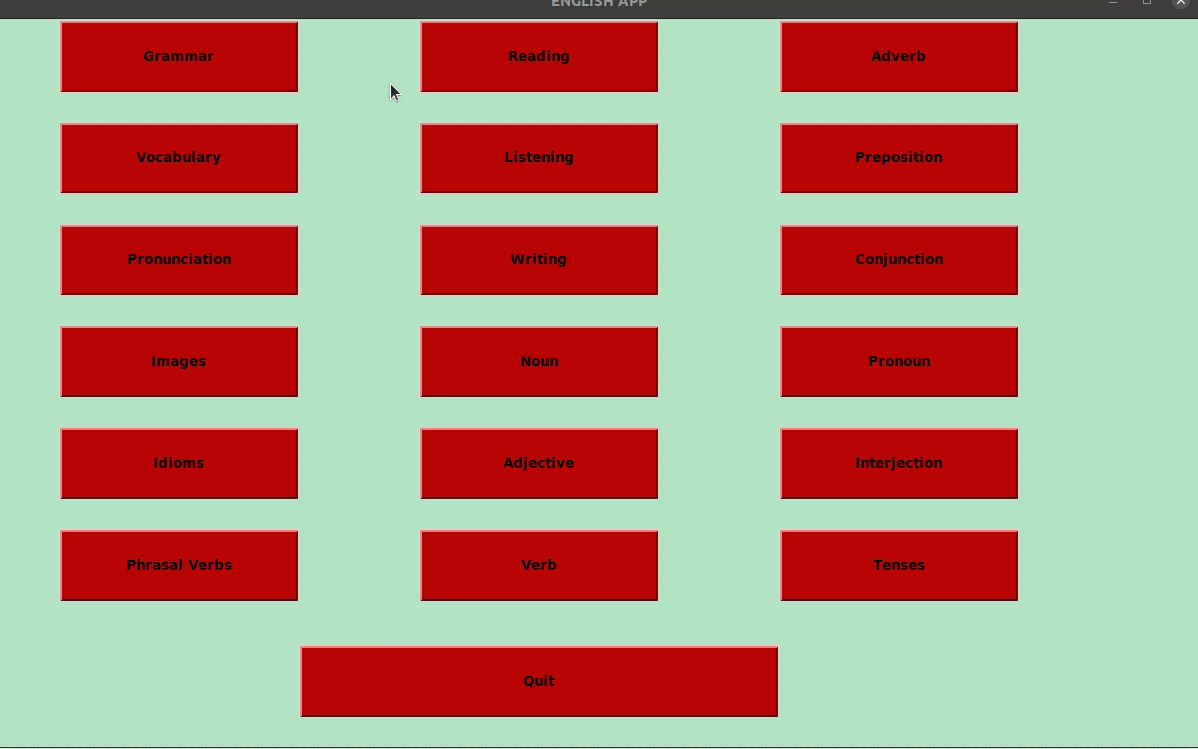 ENGLISH APP
Grammar Reading Adverb
Vocabulary Listening Preposition
Pronunciation Writing Conjunction
Images Noun Pronoun
Idioms Adjective Interjection
Phrasal Verbs Verb Tenses
Quit